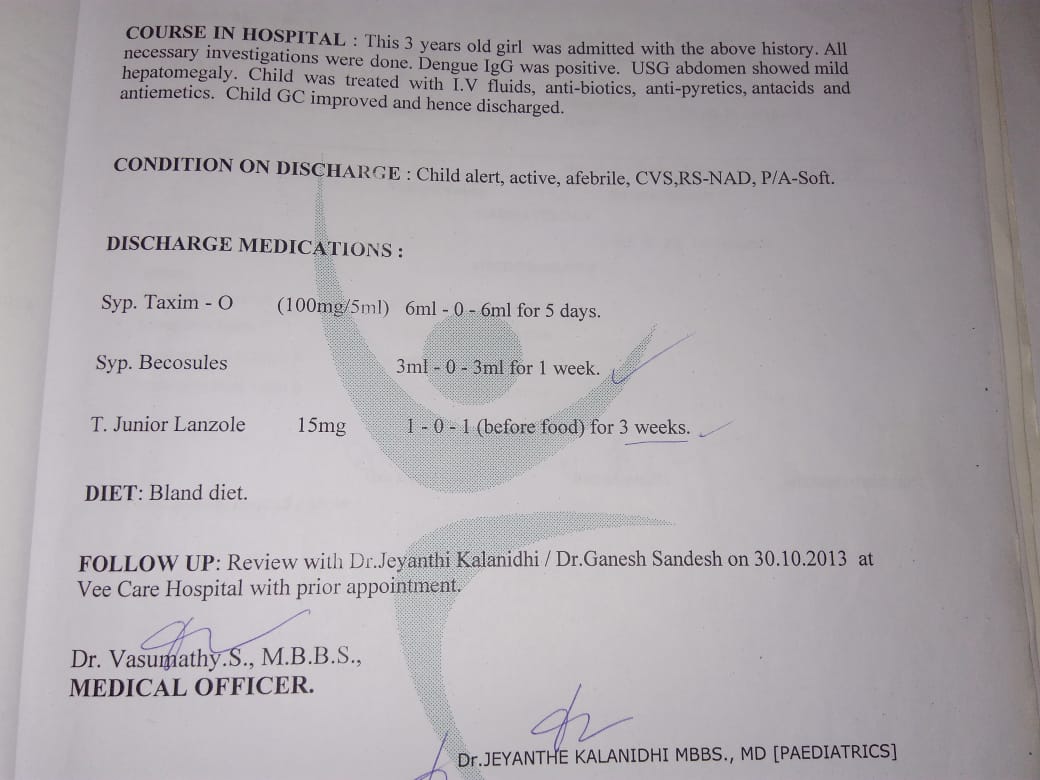 COURSE IN HOSPITAL : This 3 years old girl was admitted with the above history. All
necessary investigations were done. Dengue IgG was positive. USG abdomen showed mild
hepatomegaly. Child was treated with I.V fluids, anti-biotics, anti-pyretics, antacids and
antiemetics. Child GC improved and hence discharged.
CONDITION ON DISCHARGE : Child alert, active, afebrile, CVS,RS-NAD, P/A-Soft.
DISCHARGE MEDICATIONS :
Syp. Taxim - O (100mg/5ml) 6ml - 0 - 6ml for 5 days.
Syp. Becosules 3ml - 0 - 3ml for 1 week.
T. Junior Lanzole 15mg 1 - 0 - 1 (before food) for 3 weeks.
DIET: Bland diet.
FOLLOW UP: Review with Dr.Jeyanthi Kalanidhi / Dr.Ganesh Sandesh on 30.10.2013 at
Vee Care Hospital with prior appointment.
Dr. Vasumathy.S., M.B.B.S.,
MEDICAL OFFICER.
Dr.JEYANTHE KALANIDHI MBBS., MD [PAEDIATRICS]